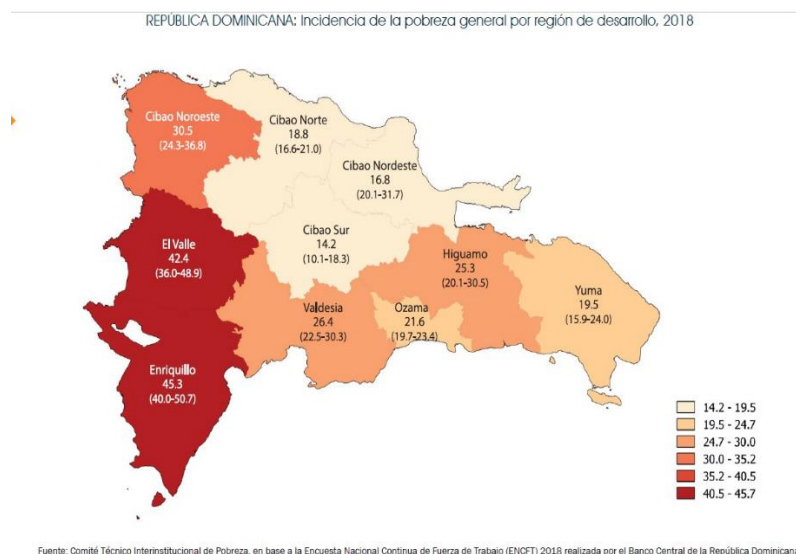 REPÚBLICA DOMINICANA: Incidencia de la pobreza general por región de desarrollo, 2018
Cibao Noroeste
30.5
(24.3-36.8)
Cibao Norte
18.8
(16.6-21.0)
Cibao Nordeste
16.8
(20.1-31.7)
El Valle
42.4
(36.0-48.9)
Cibao Sur
14.2
(10.1-18.3)
Higuamo
25.3
(20.1-30.5)
Yuma
19.5
(15.9-24.0)
Valdesia
26.4
(22.5-30.3)
Ozama
21.6
(19.7-23.4)
Enriquillo
45.3
(40.0-50.7)
14.2 - 19.5
19.5 - 24.7
24.7 - 30.0
30.0 - 35.2
35.2 - 40.5
40.5 - 45.7
Fuente: Comité Técnico Interinstitucional de Pobreza, en base a la Encuesta Nacional Continua de Fuerza de Trabajo (ENCFT) 2018 realizada por el Banco Central de la República Dominicana